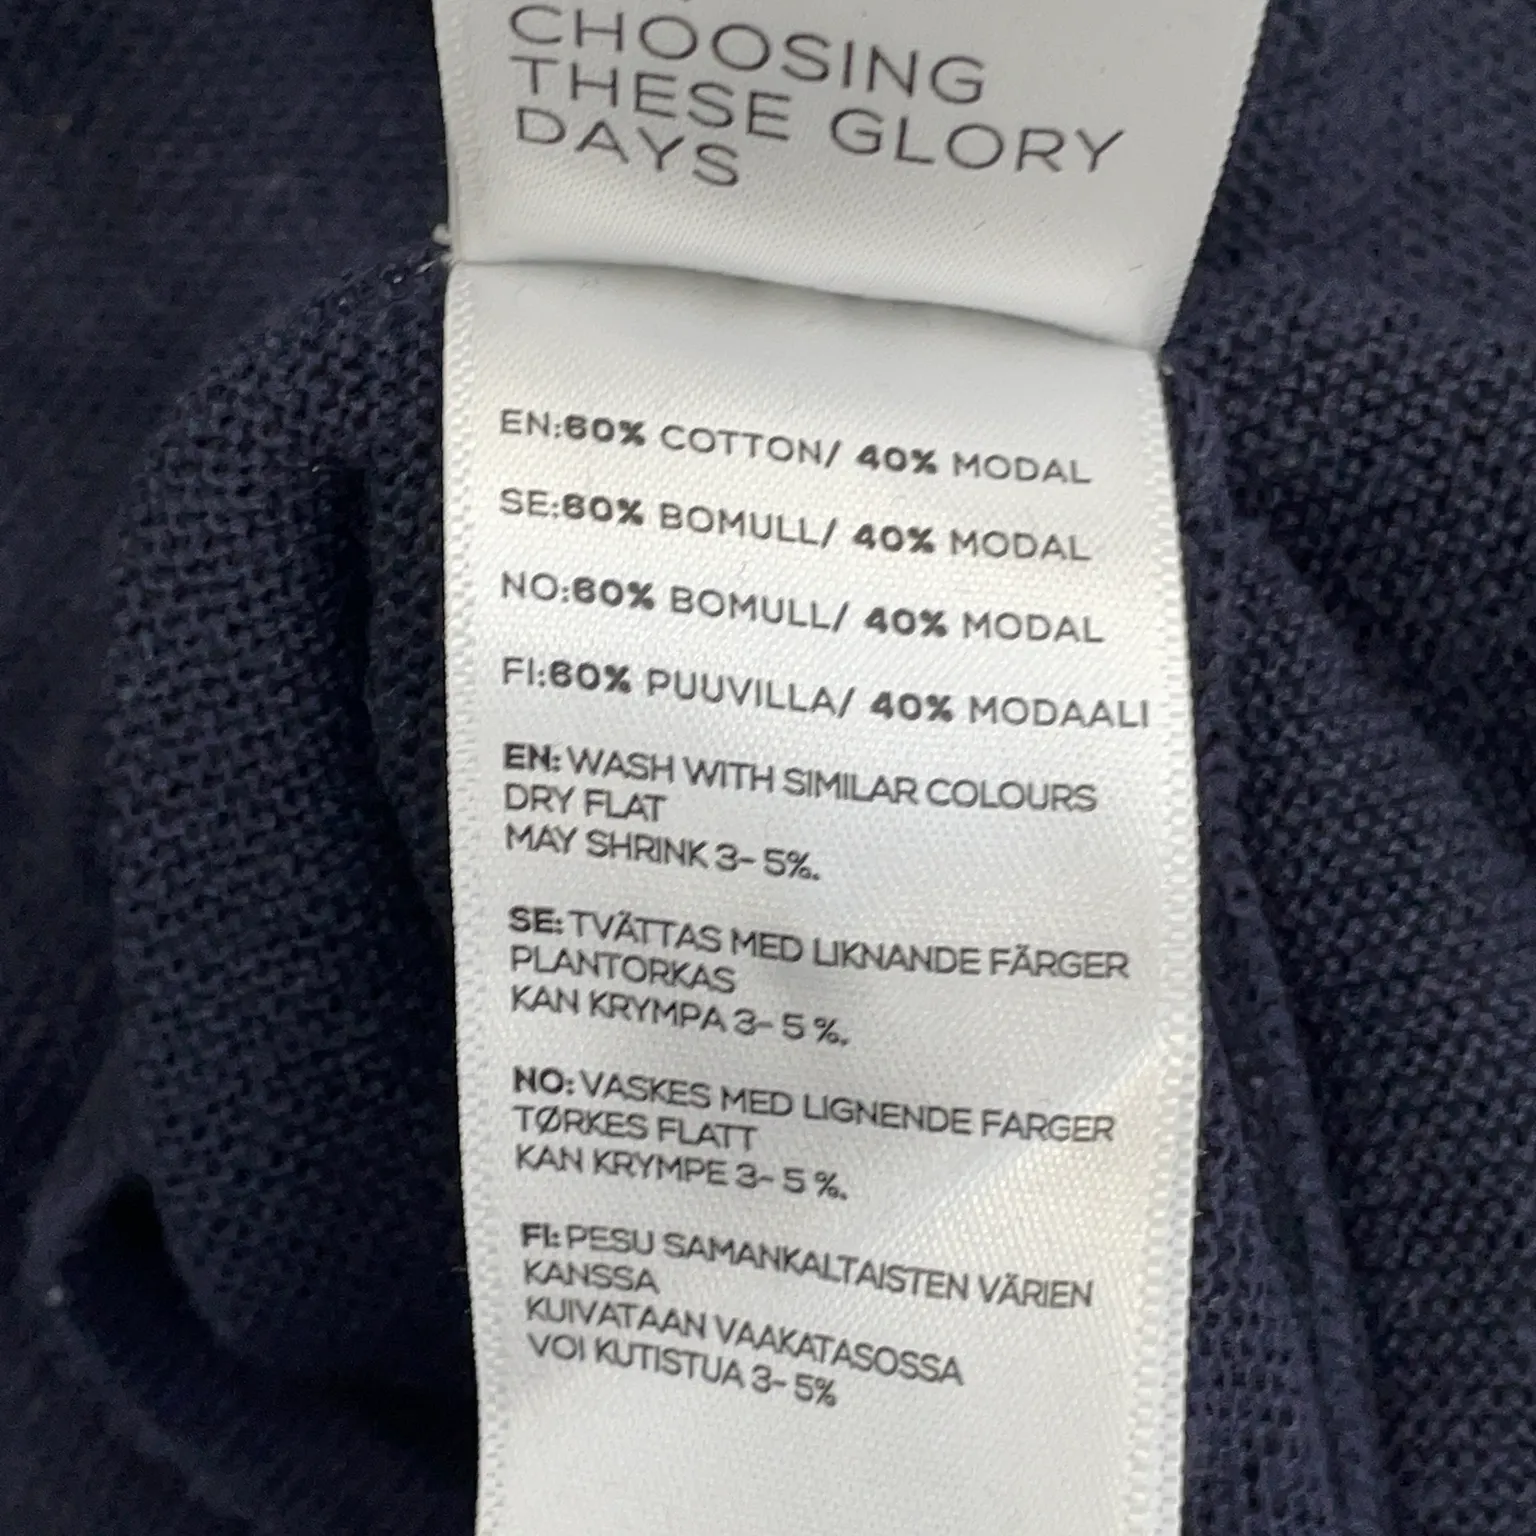 CHOOSING
THESE GLORY
DAYS
EN:60% COTTON/ 40% MODAL
SE:60% BOMULL/ 40% MODAL
NO:60% BOMULL/ 40% MODAL
FI:60% PUUVILLA/ 40% MODAALI
EN: WASH WITH SIMILAR COLOURS
DRY FLAT
MAY SHRINK 3- 5%.
SE: TVÄTTAS MED LIKNANDE FÄRGER
PLANTORKAS
KAN KRYMPA 3- 5 %.
NO: VASKES MED LIGNENDE FARGER
TØRKES FLATT
KAN KRYMPE 3- 5 %.
FI: PESU SAMANKALTAISTEN VÄRIEN
KANSSA
KUIVATAAN VAAKATASOSSA
VOI KUTISTUA 3- 5%